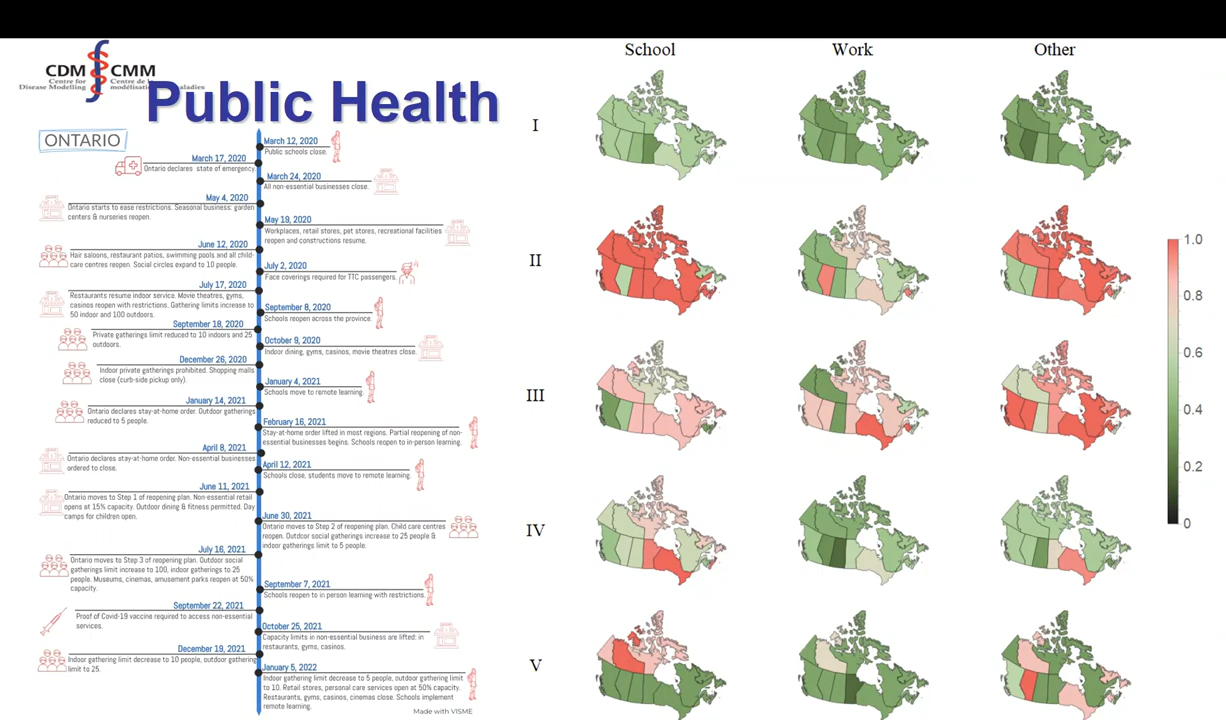 CDM CMM
Centre for Centre de la
Disease Modelling modélisation maladies
Public Health
ONTARIO
March 12, 2020
Public schools close.
March 17, 2020
Ontario declares state of emergency.
March 24, 2020
All non-essential businesses close.
May 4, 2020
Ontario starts to ease restrictions. Seasonal business: garden
centers & nurseries reopen.
May 19, 2020
Workplaces, retail stores, pet stores, recreational facilities
reopen and constructions resume.
June 12, 2020
Hair saloons, restaurant patios, swimming pools and all child-
care centres reopen. Social circles expand to 10 people.
July 2, 2020
Face coverings required for TTC passengers.
July 17, 2020
Restaurants resume indoor service. Movie theatres, gyms,
casinos reopen with restrictions. Gathering limits increase to
50 indoor and 100 outdoors.
September 8, 2020
Schools reopen across the province.
September 18, 2020
Private gatherings limit reduced to 10 indoors and 25
outdoors.
October 9, 2020
Indoor dining, gyms, casinos, movie theatres close.
December 26, 2020
Indoor private gatherings prohibited. Shopping malls
close (curb-side pickup only).
January 4, 2021
Schools move to remote learning.
January 14, 2021
Ontario declares stay-at-home order. Outdoor gatherings
reduced to 5 people.
February 16, 2021
Stay-at-home order lifted in most regions. Partial reopening of non-
essential businesses begins. Schools reopen to in-person learning.
April 8, 2021
Ontario declares stay-at-home order. Non-essential businesses
ordered to close.
April 12, 2021
Schools close, students move to remote learning.
June 11, 2021
Ontario moves to Step 1 of reopening plan. Non-essential retail
opens at 15% capacity. Outdoor dining & fitness permitted. Day
camps for children open.
June 30, 2021
Ontario moves to Step 2 of reopening plan. Child care centres
reopen. Outdoor social gatherings increase to 25 people &
indoor gatherings limit to 5 people.
July 16, 2021
Ontario moves to Step 3 of reopening plan. Outdoor social
gatherings limit increase to 100, indoor gatherings to 25
people. Museums, cinemas, amusement parks reopen at 50%
capacity.
September 7, 2021
Schools reopen to in person learning with restrictions.
September 22, 2021
Proof of Covid-19 vaccine required to access non-essential
services.
October 25, 2021
Capacity limits in non-essential business are lifted: in
restaurants, gyms, casinos.
December 19, 2021
Indoor gathering limit decrease to 10 people, outdoor gathering
limit to 25.
January 5, 2022
Indoor gathering limit decrease to 5 people, outdoor gathering limit
to 10. Retail stores, personal care services open at 50% capacity.
Restaurants, gyms, casinos, cinemas close. Schools implement
remote learning.
Made with VISME
School Work Other
I
II
III
IV
V
1.0
0.8
0.6
0.4
0.2
0